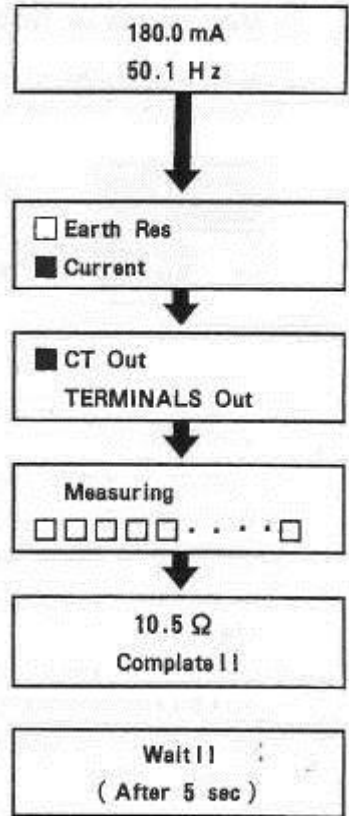 180.0 mA
50.1 Hz
□ Earth Res
■ Current
■ CT Out
TERMINALS Out
Measuring
□□□□□····□
10.5 Ω
Complate!!
Wait!!
( After 5 sec )